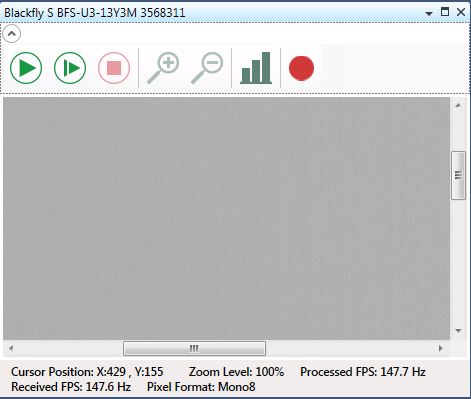 Blackfly S BFS-U3-13Y3M 3568311
Cursor Position: X:429 , Y:155 Zoom Level: 100% Processed FPS: 147.7 Hz
Received FPS: 147.6 Hz Pixel Format: Mono8